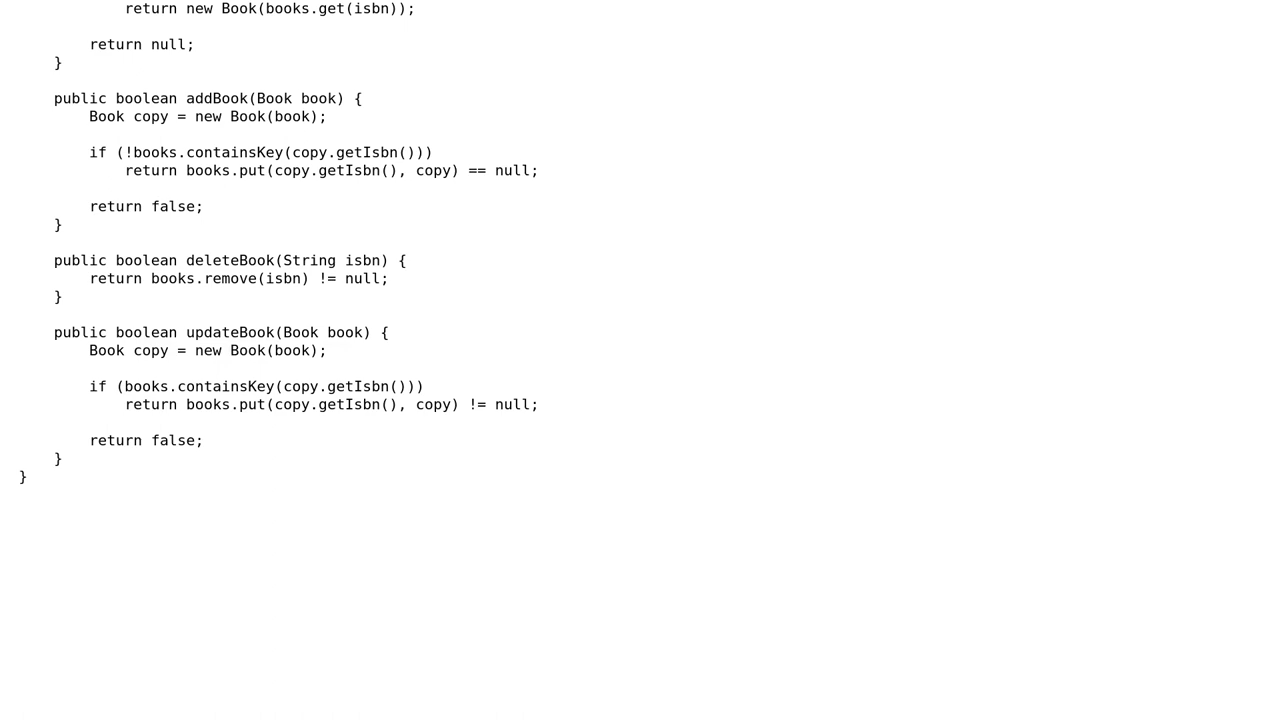 return new Book(books.get(isbn));

        return null;
    }

    public boolean addBook(Book book) {
        Book copy = new Book(book);

        if (!books.containsKey(copy.getIsbn()))
            return books.put(copy.getIsbn(), copy) == null;

        return false;
    }

    public boolean deleteBook(String isbn) {
        return books.remove(isbn) != null;
    }

    public boolean updateBook(Book book) {
        Book copy = new Book(book);

        if (books.containsKey(copy.getIsbn()))
            return books.put(copy.getIsbn(), copy) != null;

        return false;
    }
}